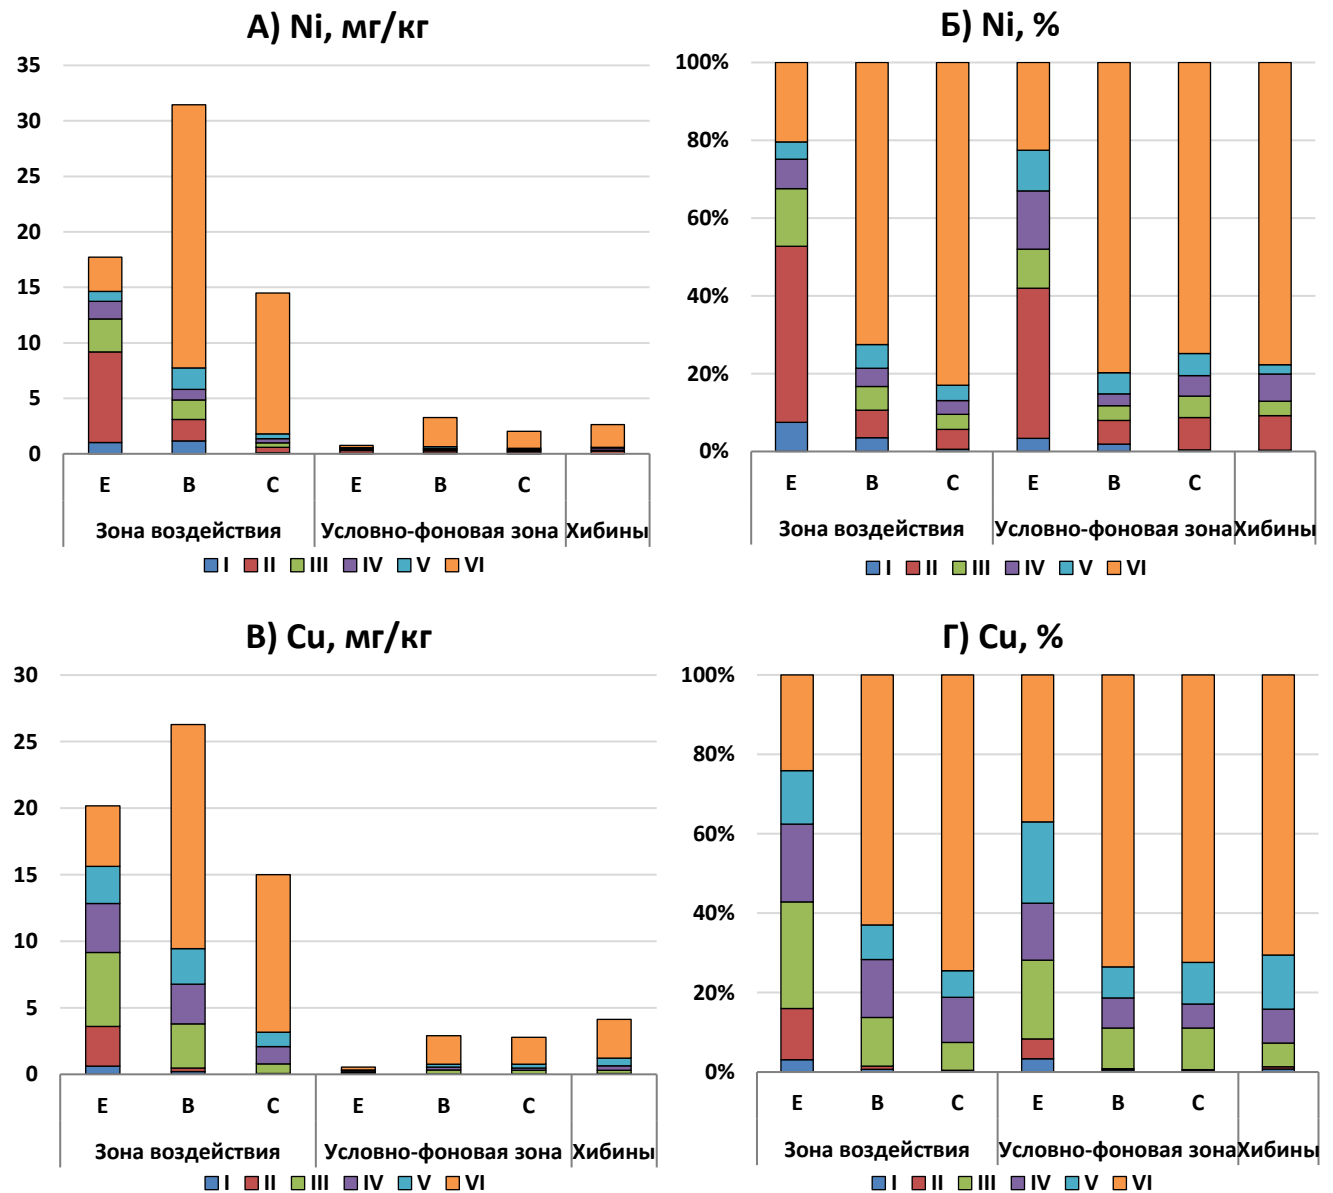 А) Ni, мг/кг
35
30
25
20
15
10
5
0
E B C E B C
Зона воздействия Условно-фоновая зона Хибины
I II III IV V VI
Б) Ni, %
100%
80%
60%
40%
20%
0%
E B C E B C
Зона воздействия Условно-фоновая зона Хибины
I II III IV V VI
В) Cu, мг/кг
30
25
20
15
10
5
0
E B C E B C
Зона воздействия Условно-фоновая зона Хибины
I II III IV V VI
Г) Cu, %
100%
80%
60%
40%
20%
0%
E B C E B C
Зона воздействия Условно-фоновая зона Хибины
I II III IV V VI